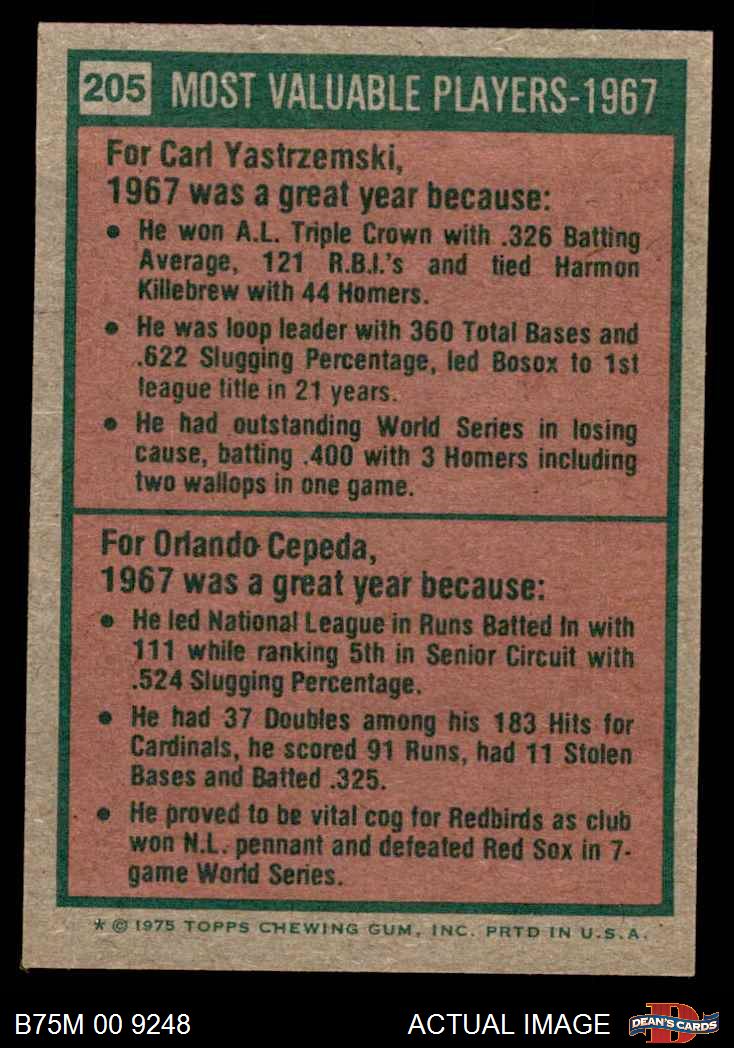 205 MOST VALUABLE PLAYERS-1967
For Carl Yastrzemski,
1967 was a great year because:
• He won A.L. Triple Crown with .326 Batting
Average, 121 R.B.I.'s and tied Harmon
Killebrew with 44 Homers.
• He was loop leader with 360 Total Bases and
.622 Slugging Percentage, led Bosox to 1st
league title in 21 years.
• He had outstanding World Series in losing
cause, batting .400 with 3 Homers including
two wallops in one game.
For Orlando Cepeda,
1967 was a great year because:
• He led National League in Runs Batted In with
111 while ranking 5th in Senior Circuit with
.524 Slugging Percentage.
• He had 37 Doubles among his 183 Hits for
Cardinals, he scored 91 Runs, had 11 Stolen
Bases and Batted .325.
• He proved to be vital cog for Redbirds as club
won N.L. pennant and defeated Red Sox in 7-
game World Series.
* © 1975 TOPPS CHEWING GUM, INC. PRTD IN U.S.A.
B75M 00 9248 ACTUAL IMAGE D DEAN'S CARDS